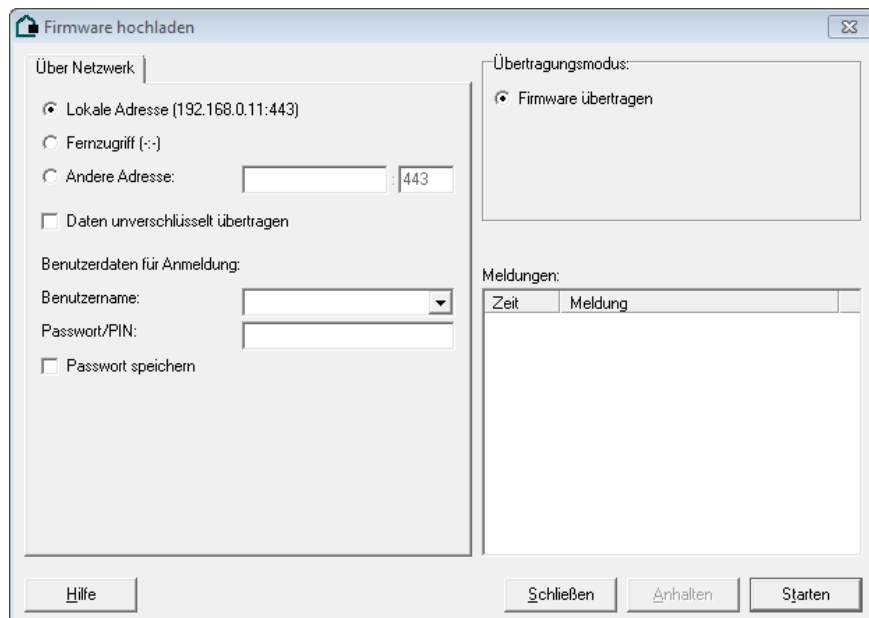 Firmware hochladen
Über Netzwerk
Lokale Adresse (192.168.0.11:443)
Fernzugriff (-:-)
Andere Adresse: : 443
Daten unverschlüsselt übertragen
Benutzerdaten für Anmeldung:
Benutzername:
Passwort/PIN:
Passwort speichern
Übertragungsmodus:
Firmware übertragen
Meldungen:
Zeit Meldung
Hilfe Schließen Anhalten Starten